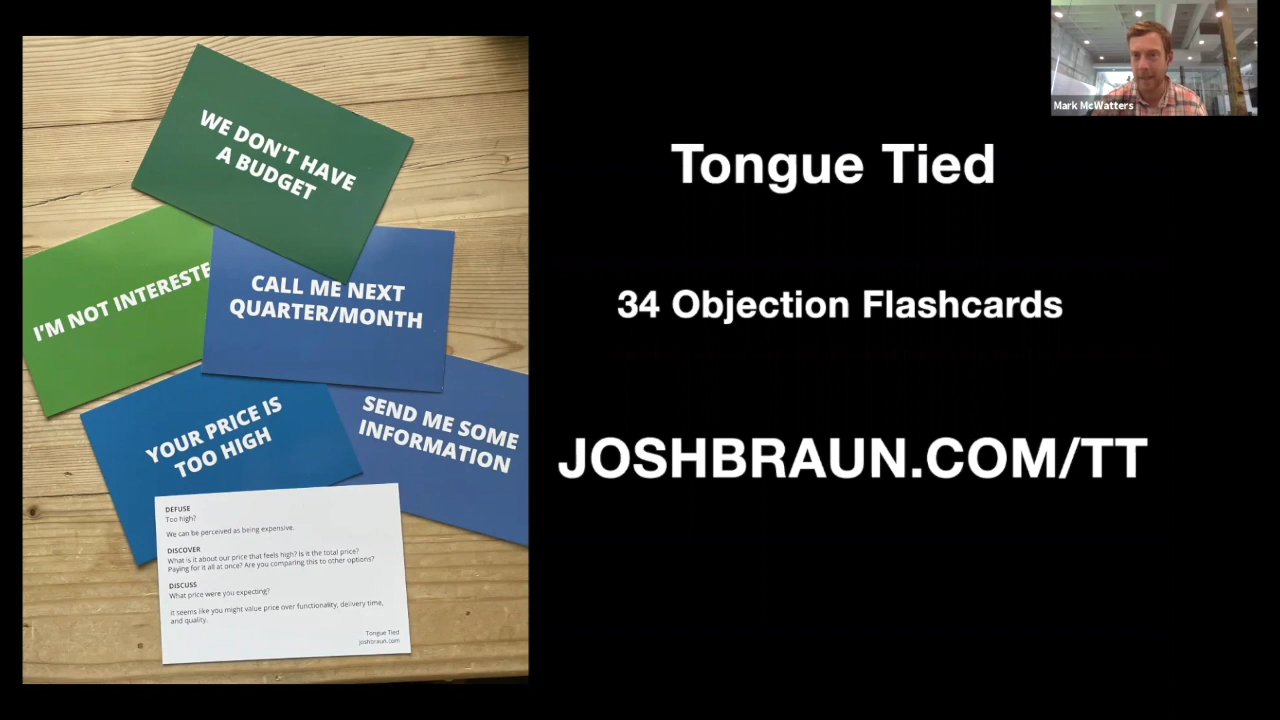 WE DON'T HAVE
A BUDGET
I'M NOT INTERESTE
CALL ME NEXT
QUARTER/MONTH
YOUR PRICE IS
TOO HIGH
SEND ME SOME
INFORMATION
DEFUSE
Too high?
We can be perceived as being expensive.
DISCOVER
What is it about our price that feels high? Is it the total price?
Paying for it all at once? Are you comparing this to other options?
DISCUSS
What price were you expecting?
It seems like you might value price over functionality, delivery time,
and quality.
Tongue Tied
joshbraun.com
Tongue Tied
34 Objection Flashcards
JOSHBRAUN.COM/TT
Mark McWatters